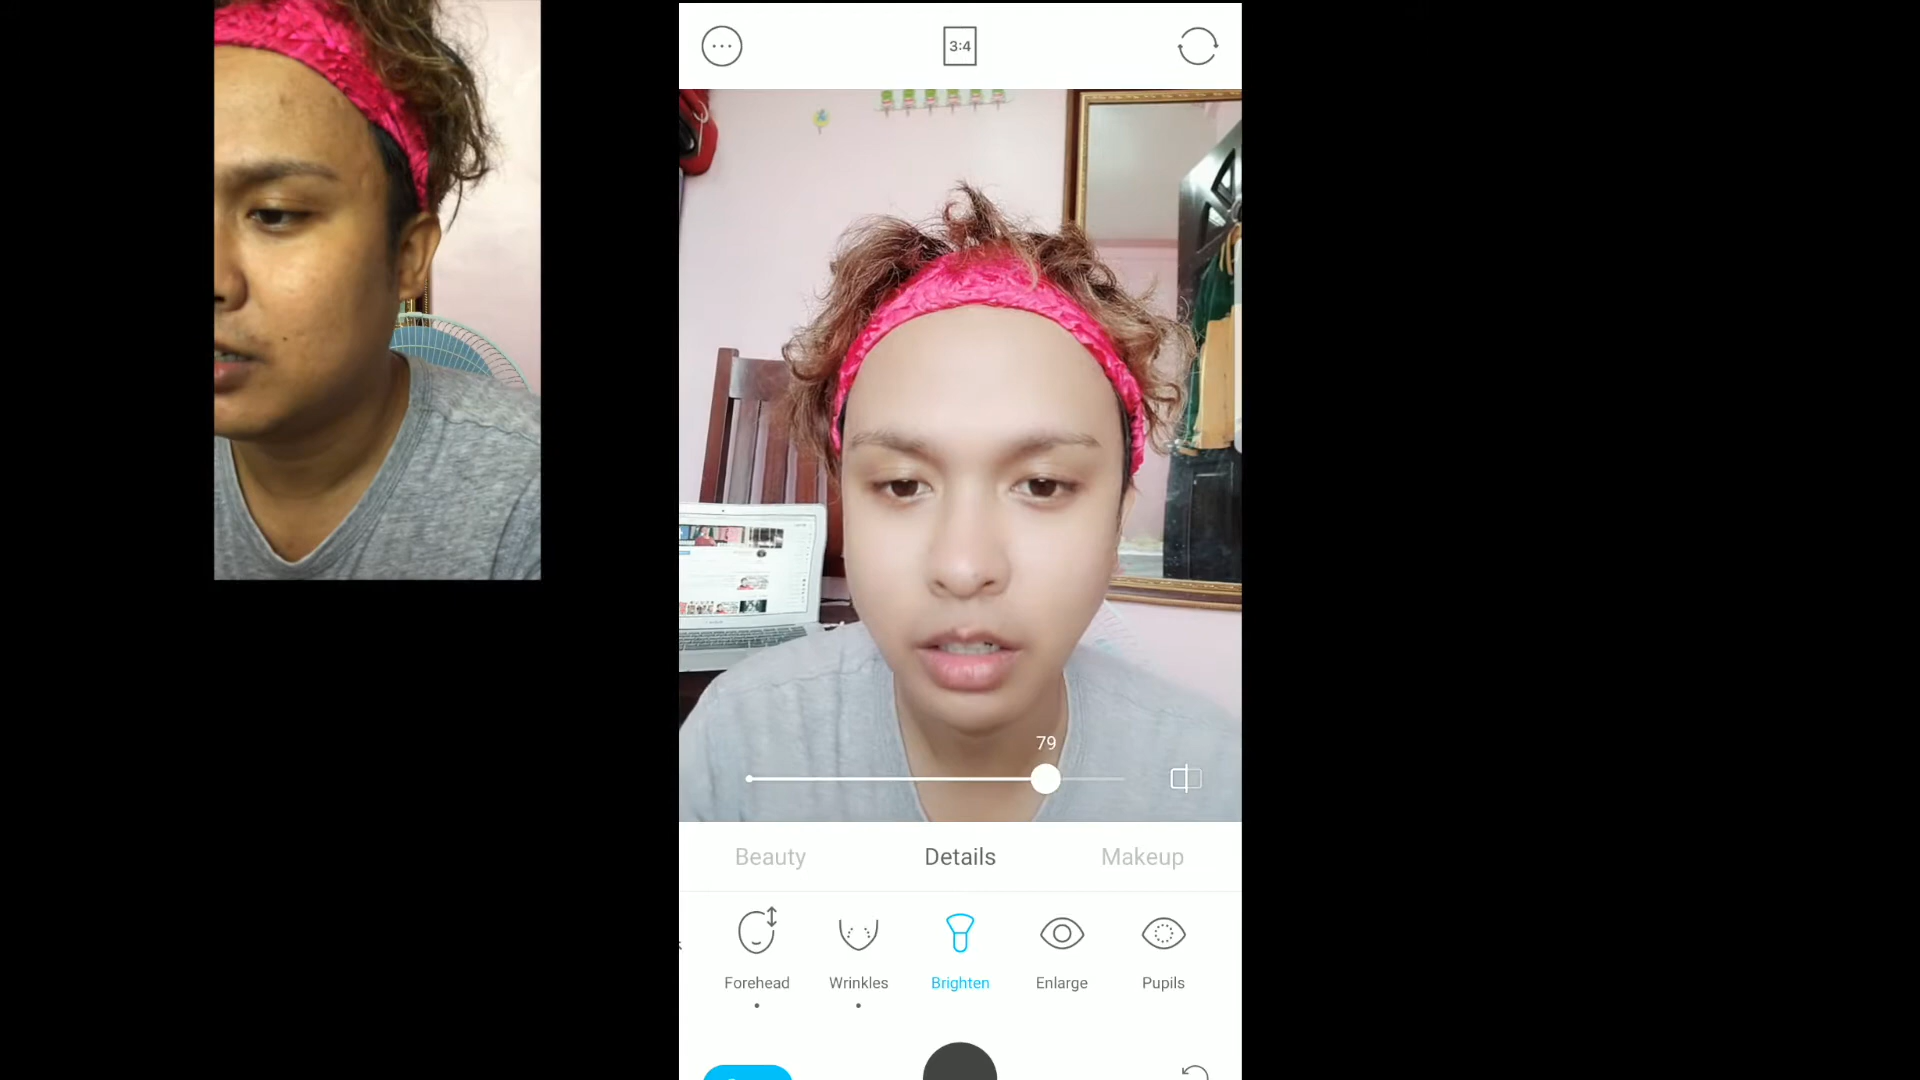 3:4
79
Beauty Details Makeup
Forehead Wrinkles Brighten Enlarge Pupils